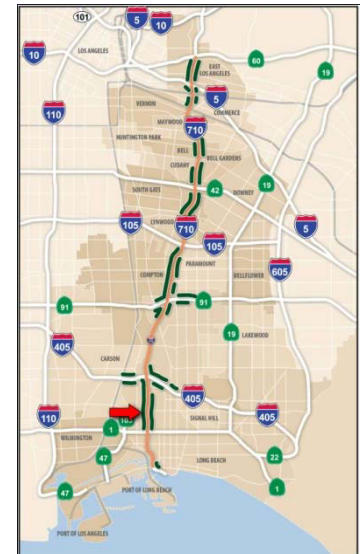 101
5
10
10
5
LOS ANGELES
EAST
LOS ANGELES
60
19
VERNON
5
COMMERCE
110
MAYWOOD
710
HUNTINGTON PARK
BELL
CUDAHY
BELL GARDENS
SOUTH GATE
42
DOWNEY
19
105
LYNWOOD
710
105
5
PARAMOUNT
COMPTON
BELLFLOWER
605
91
91
19
LAKEWOOD
405
CARSON
405
405
SIGNAL HILL
110
103
1
WILMINGTON
47
22
LONG BEACH
47
1
PORT OF LONG BEACH
PORT OF LOS ANGELES